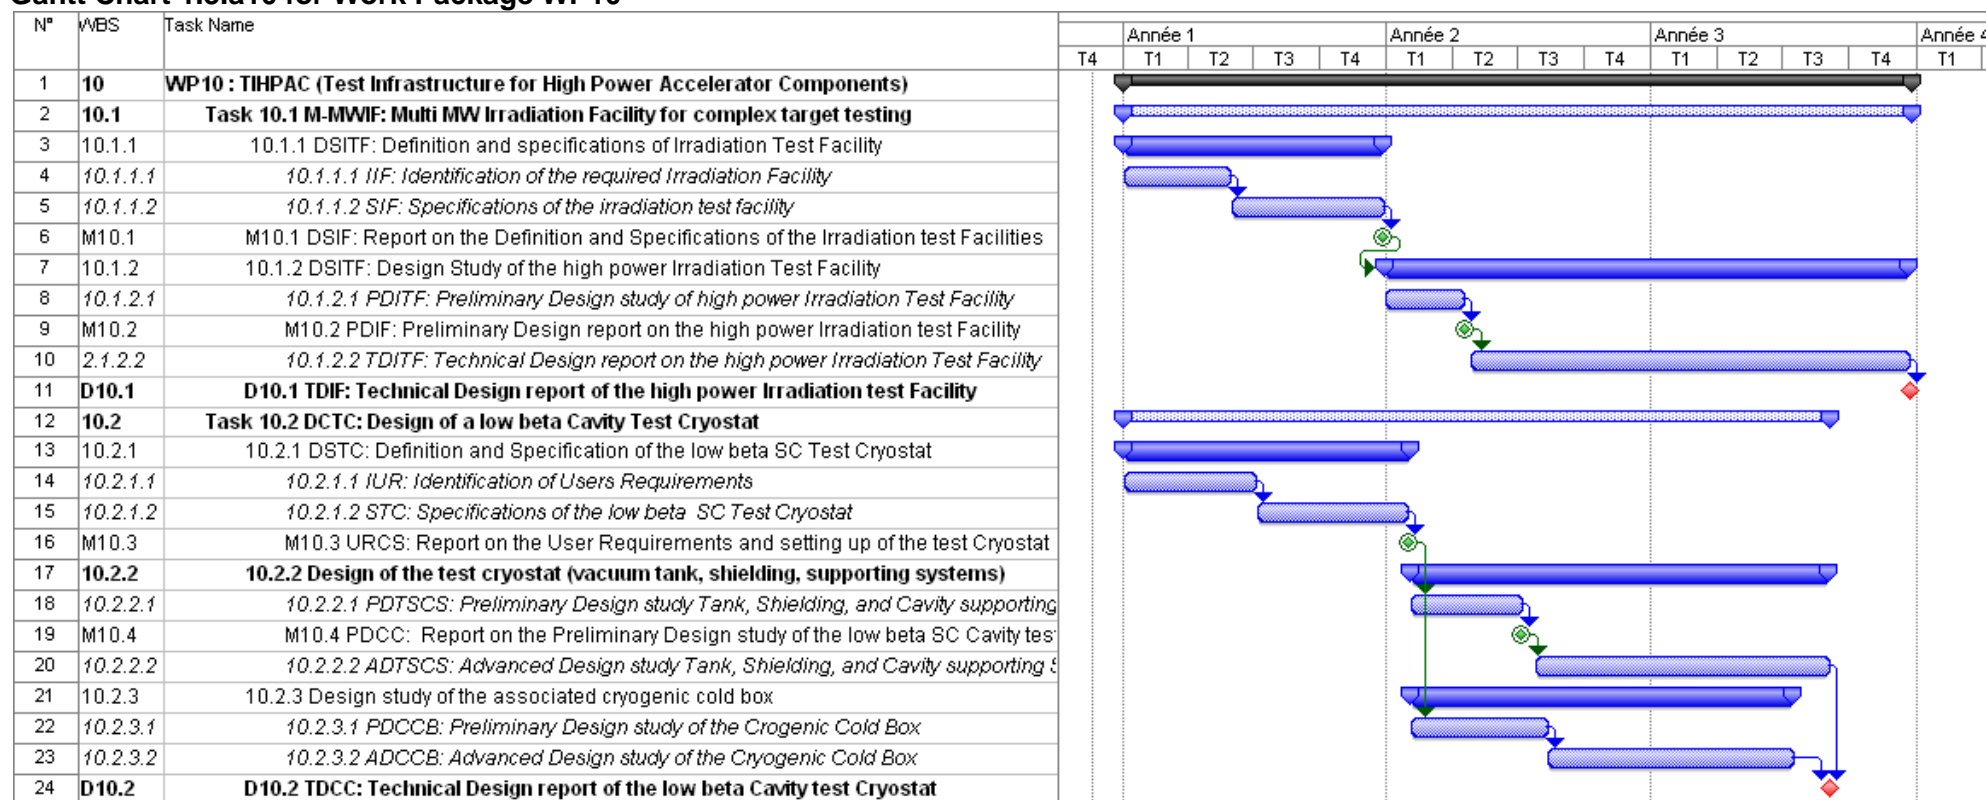 N° WBS Task Name
Année 1 Année 2 Année 3 Année 4
T4 T1 T2 T3 T4 T1 T2 T3 T4 T1 T2 T3 T4 T1
1 10 WP10 : TIHPAC (Test Infrastructure for High Power Accelerator Components)
2 10.1 Task 10.1 M-MWIF: Multi MW Irradiation Facility for complex target testing
3 10.1.1 10.1.1 DSITF: Definition and specifications of Irradiation Test Facility
4 10.1.1.1 10.1.1.1 IIF: Identification of the required Irradiation Facility
5 10.1.1.2 10.1.1.2 SIF: Specifications of the irradiation test facility
6 M10.1 M10.1 DSIF: Report on the Definition and Specifications of the Irradiation test Facilities
7 10.1.2 10.1.2 DSITF: Design Study of the high power Irradiation Test Facility
8 10.1.2.1 10.1.2.1 PDITF: Preliminary Design study of high power Irradiation Test Facility
9 M10.2 M10.2 PDIF: Preliminary Design report on the high power Irradiation test Facility
10 2.1.2.2 10.1.2.2 TDITF: Technical Design report on the high power Irradiation Test Facility
11 D10.1 D10.1 TDIF: Technical Design report of the high power Irradiation test Facility
12 10.2 Task 10.2 DCTC: Design of a low beta Cavity Test Cryostat
13 10.2.1 10.2.1 DSTC: Definition and Specification of the low beta SC Test Cryostat
14 10.2.1.1 10.2.1.1 IUR: Identification of Users Requirements
15 10.2.1.2 10.2.1.2 STC: Specifications of the low beta SC Test Cryostat
16 M10.3 M10.3 URCS: Report on the User Requirements and setting up of the test Cryostat
17 10.2.2 10.2.2 Design of the test cryostat (vacuum tank, shielding, supporting systems)
18 10.2.2.1 10.2.2.1 PDTSCS: Preliminary Design study Tank, Shielding, and Cavity supporting
19 M10.4 M10.4 PDCC: Report on the Preliminary Design study of the low beta SC Cavity tes
20 10.2.2.2 10.2.2.2 ADTSCS: Advanced Design study Tank, Shielding, and Cavity supporting
21 10.2.3 10.2.3 Design study of the associated cryogenic cold box
22 10.2.3.1 10.2.3.1 PDCCB: Preliminary Design study of the Crogenic Cold Box
23 10.2.3.2 10.2.3.2 ADCCB: Advanced Design study of the Cryogenic Cold Box
24 D10.2 D10.2 TDCC: Technical Design report of the low beta Cavity test Cryostat